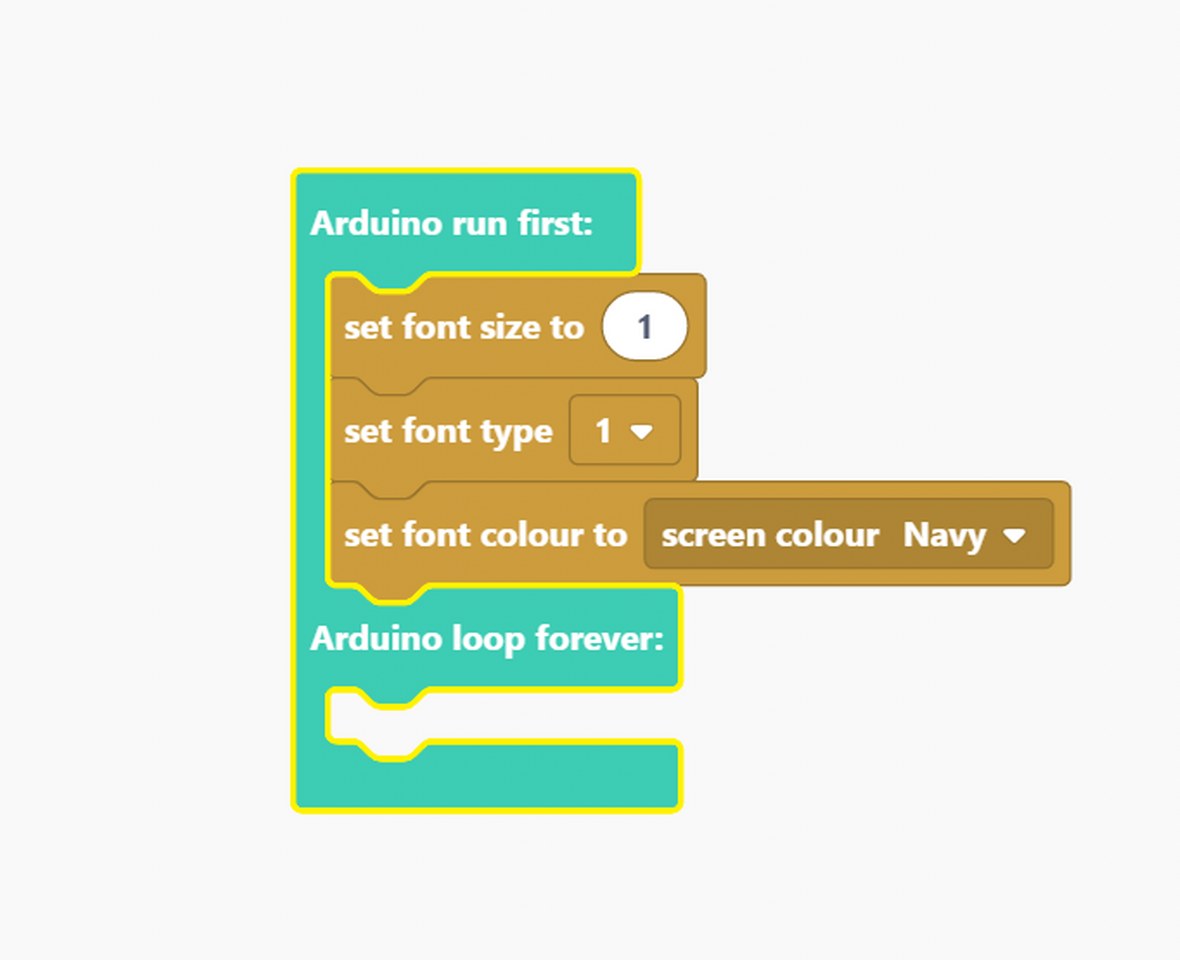 Arduino run first:
set font size to 1
set font type 1
set font colour to screen colour Navy
Arduino loop forever: